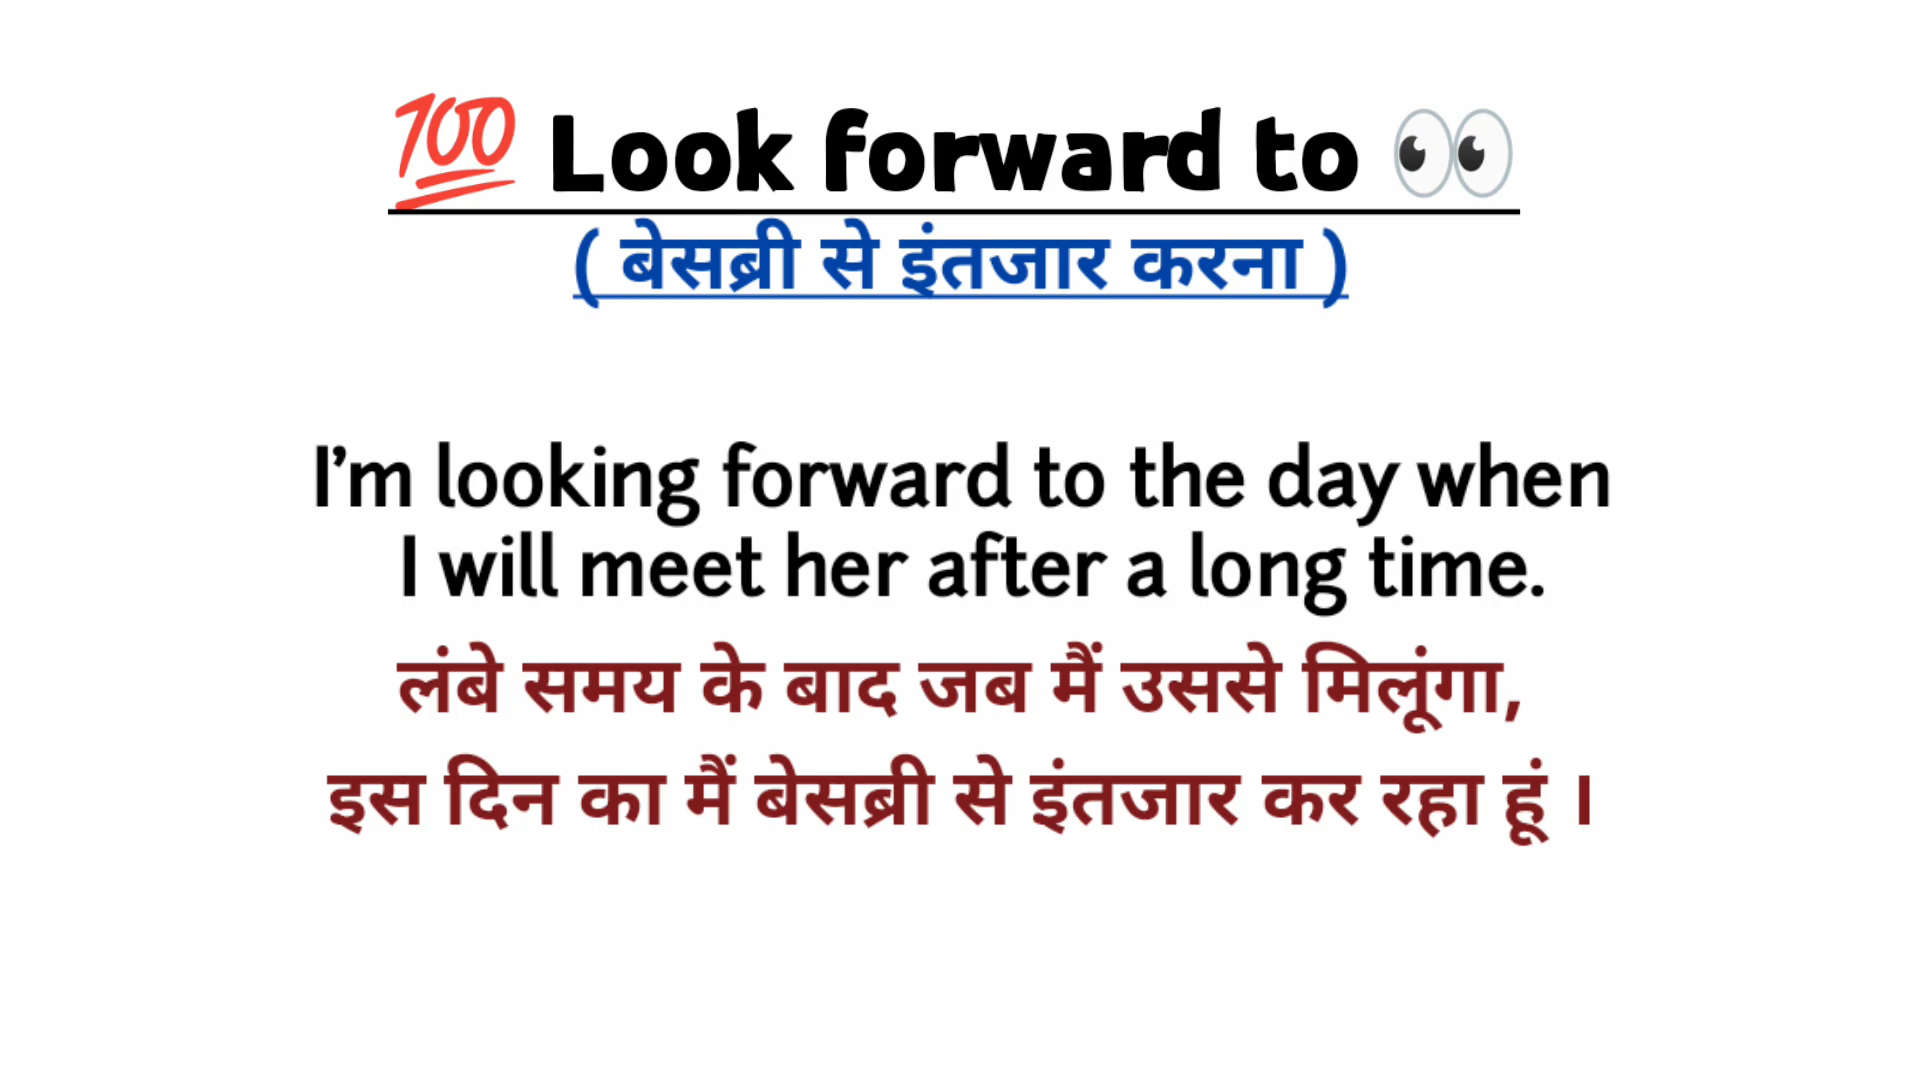 💯 Look forward to 👀
( बेसब्री से इंतजार करना )
I'm looking forward to the day when
I will meet her after a long time.
लंबे समय के बाद जब मैं उससे मिलूंगा,
इस दिन का मैं बेसब्री से इंतजार कर रहा हूं ।